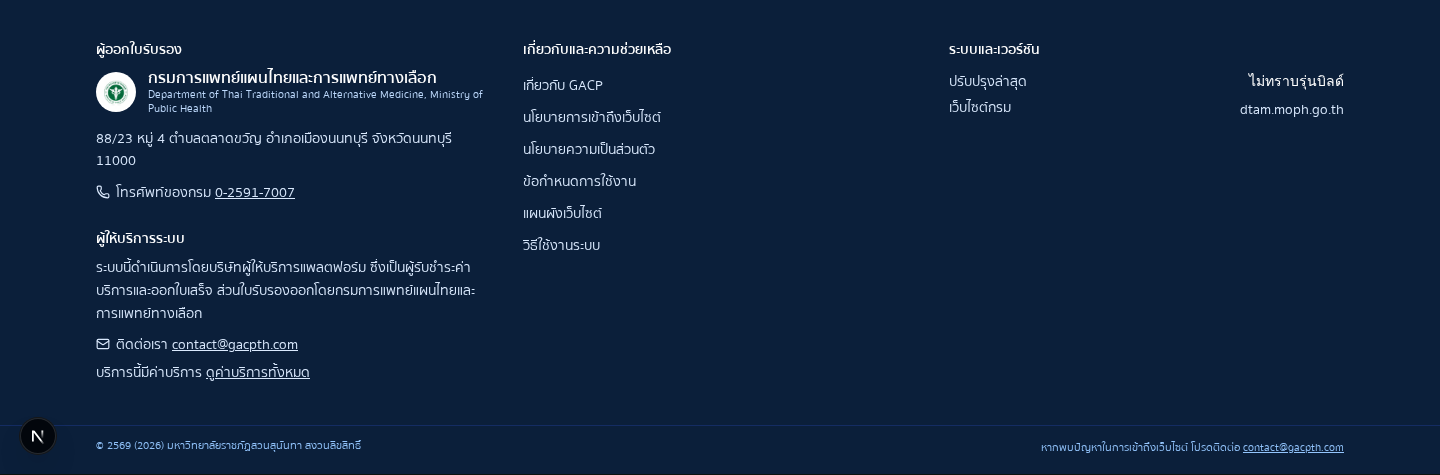 ผู้ออกใบรับรอง
กรมการแพทย์แผนไทยและการแพทย์ทางเลือก
Department of Thai Traditional and Alternative Medicine, Ministry of
Public Health
88/23 หมู่ 4 ตำบลตลาดขวัญ อำเภอเมืองนนทบุรี จังหวัดนนทบุรี
11000
โทรศัพท์ของกรม 0-2591-7007
ผู้ให้บริการระบบ
ระบบนี้ดำเนินการโดยบริษัทผู้ให้บริการแพลตฟอร์ม ซึ่งเป็นผู้รับชำระค่า
บริการและออกใบเสร็จ ส่วนใบรับรองออกโดยกรมการแพทย์แผนไทยและ
การแพทย์ทางเลือก
ติดต่อเรา contact@gacpth.com
บริการนี้มีค่าบริการ ดูค่าบริการทั้งหมด
เกี่ยวกับและความช่วยเหลือ
เกี่ยวกับ GACP
นโยบายการเข้าถึงเว็บไซต์
นโยบายความเป็นส่วนตัว
ข้อกำหนดการใช้งาน
แผนผังเว็บไซต์
วิธีใช้งานระบบ
ระบบและเวอร์ชัน
ปรับปรุงล่าสุด ไม่ทราบรุ่นบิลด์
เว็บไซต์กรม dtam.moph.go.th
N
© 2569 (2026) มหาวิทยาลัยราชภัฏสวนสุนันทา สงวนลิขสิทธิ์
หากพบปัญหาในการเข้าถึงเว็บไซต์ โปรดติดต่อ contact@gacpth.com